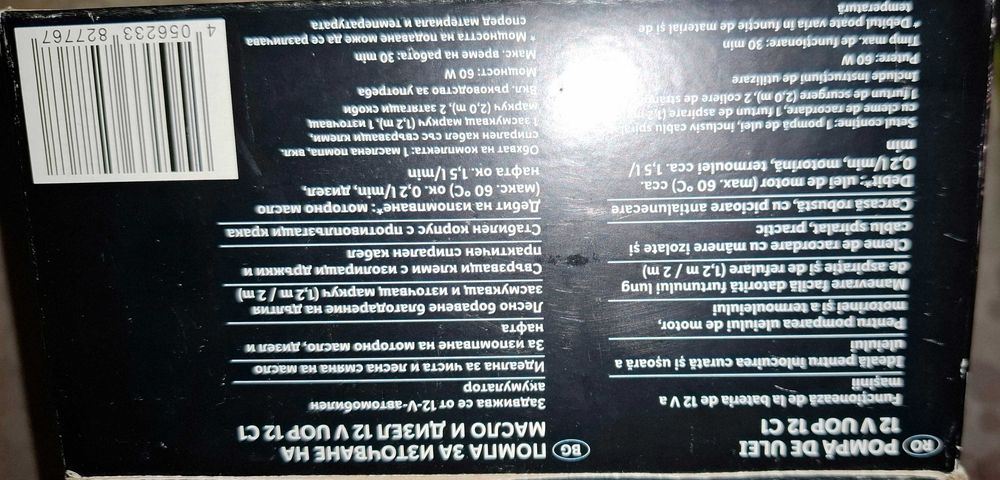 RO
POMPĂ DE ULEI
12 V UOP 12 C1
Funcționează de la bateria de 12 V a
mașinii
Ideală pentru înlocuirea curată și ușoară a
uleiului
Pentru pomparea uleiului de motor,
motorinei și a termouleiului
Manevrare facilă datorită furtunului lung
de aspirație și de refulare (1,2 m / 2 m)
Cleme de racordare cu mânere izolate și
cablu spiralat, practic
Carcasă robustă, cu picioare antialunecare
Debit*: ulei de motor (max. 60 °C) cca.
0,2 l/min, motorină, termoulei cca. 1,5 l/
min
Setul conține: 1 pompă de ulei, inclusiv cablu spiralat
cu cleme de racordare, 1 furtun de aspirare (1,2 m),
1 furtun de scurgere (2,0 m), 2 coliere de
Include instrucțiuni de utilizare
Putere: 60 W
Timp max. de funcționare: 30 min
* Debitul poate varia în funcție de material și de
temperatură
BG
ПОМПА ЗА ИЗТОЧВАНЕ НА
МАСЛО И ДИЗЕЛ 12 V UOP 12 C1
Задвижва се от 12-V-автомобилен
акумулатор
Идеална за чиста и лесна смяна на масло
За изпомпване на моторно масло, дизел и
нафта
Лесно боравене благодарение на дългия
засмукващ и източващ маркуч (1,2 m / 2 m)
Свързващи клеми с изолиращи дръжки и
практичен спирален кабел
Стабилен корпус с противоплъзгащи крака
Дебит на изпомпване*: моторно масло
(макс. 60 °C) ок. 0,2 l/min, дизел,
нафта ок. 1,5 l/min
Обхват на комплекта: 1 маслена помпа, вкл.
спирален кабел със свързващи клеми,
1 засмукващ маркуч (1,2 m), 1 източващ
маркуч (2,0 m), 2 затягащи скоби
Вкл. ръководство за употреба
Мощност: 60 W
Макс. време на работа: 30 min
* Мощността на подаване може да се различава
според материала и температурата
4 056233 827767